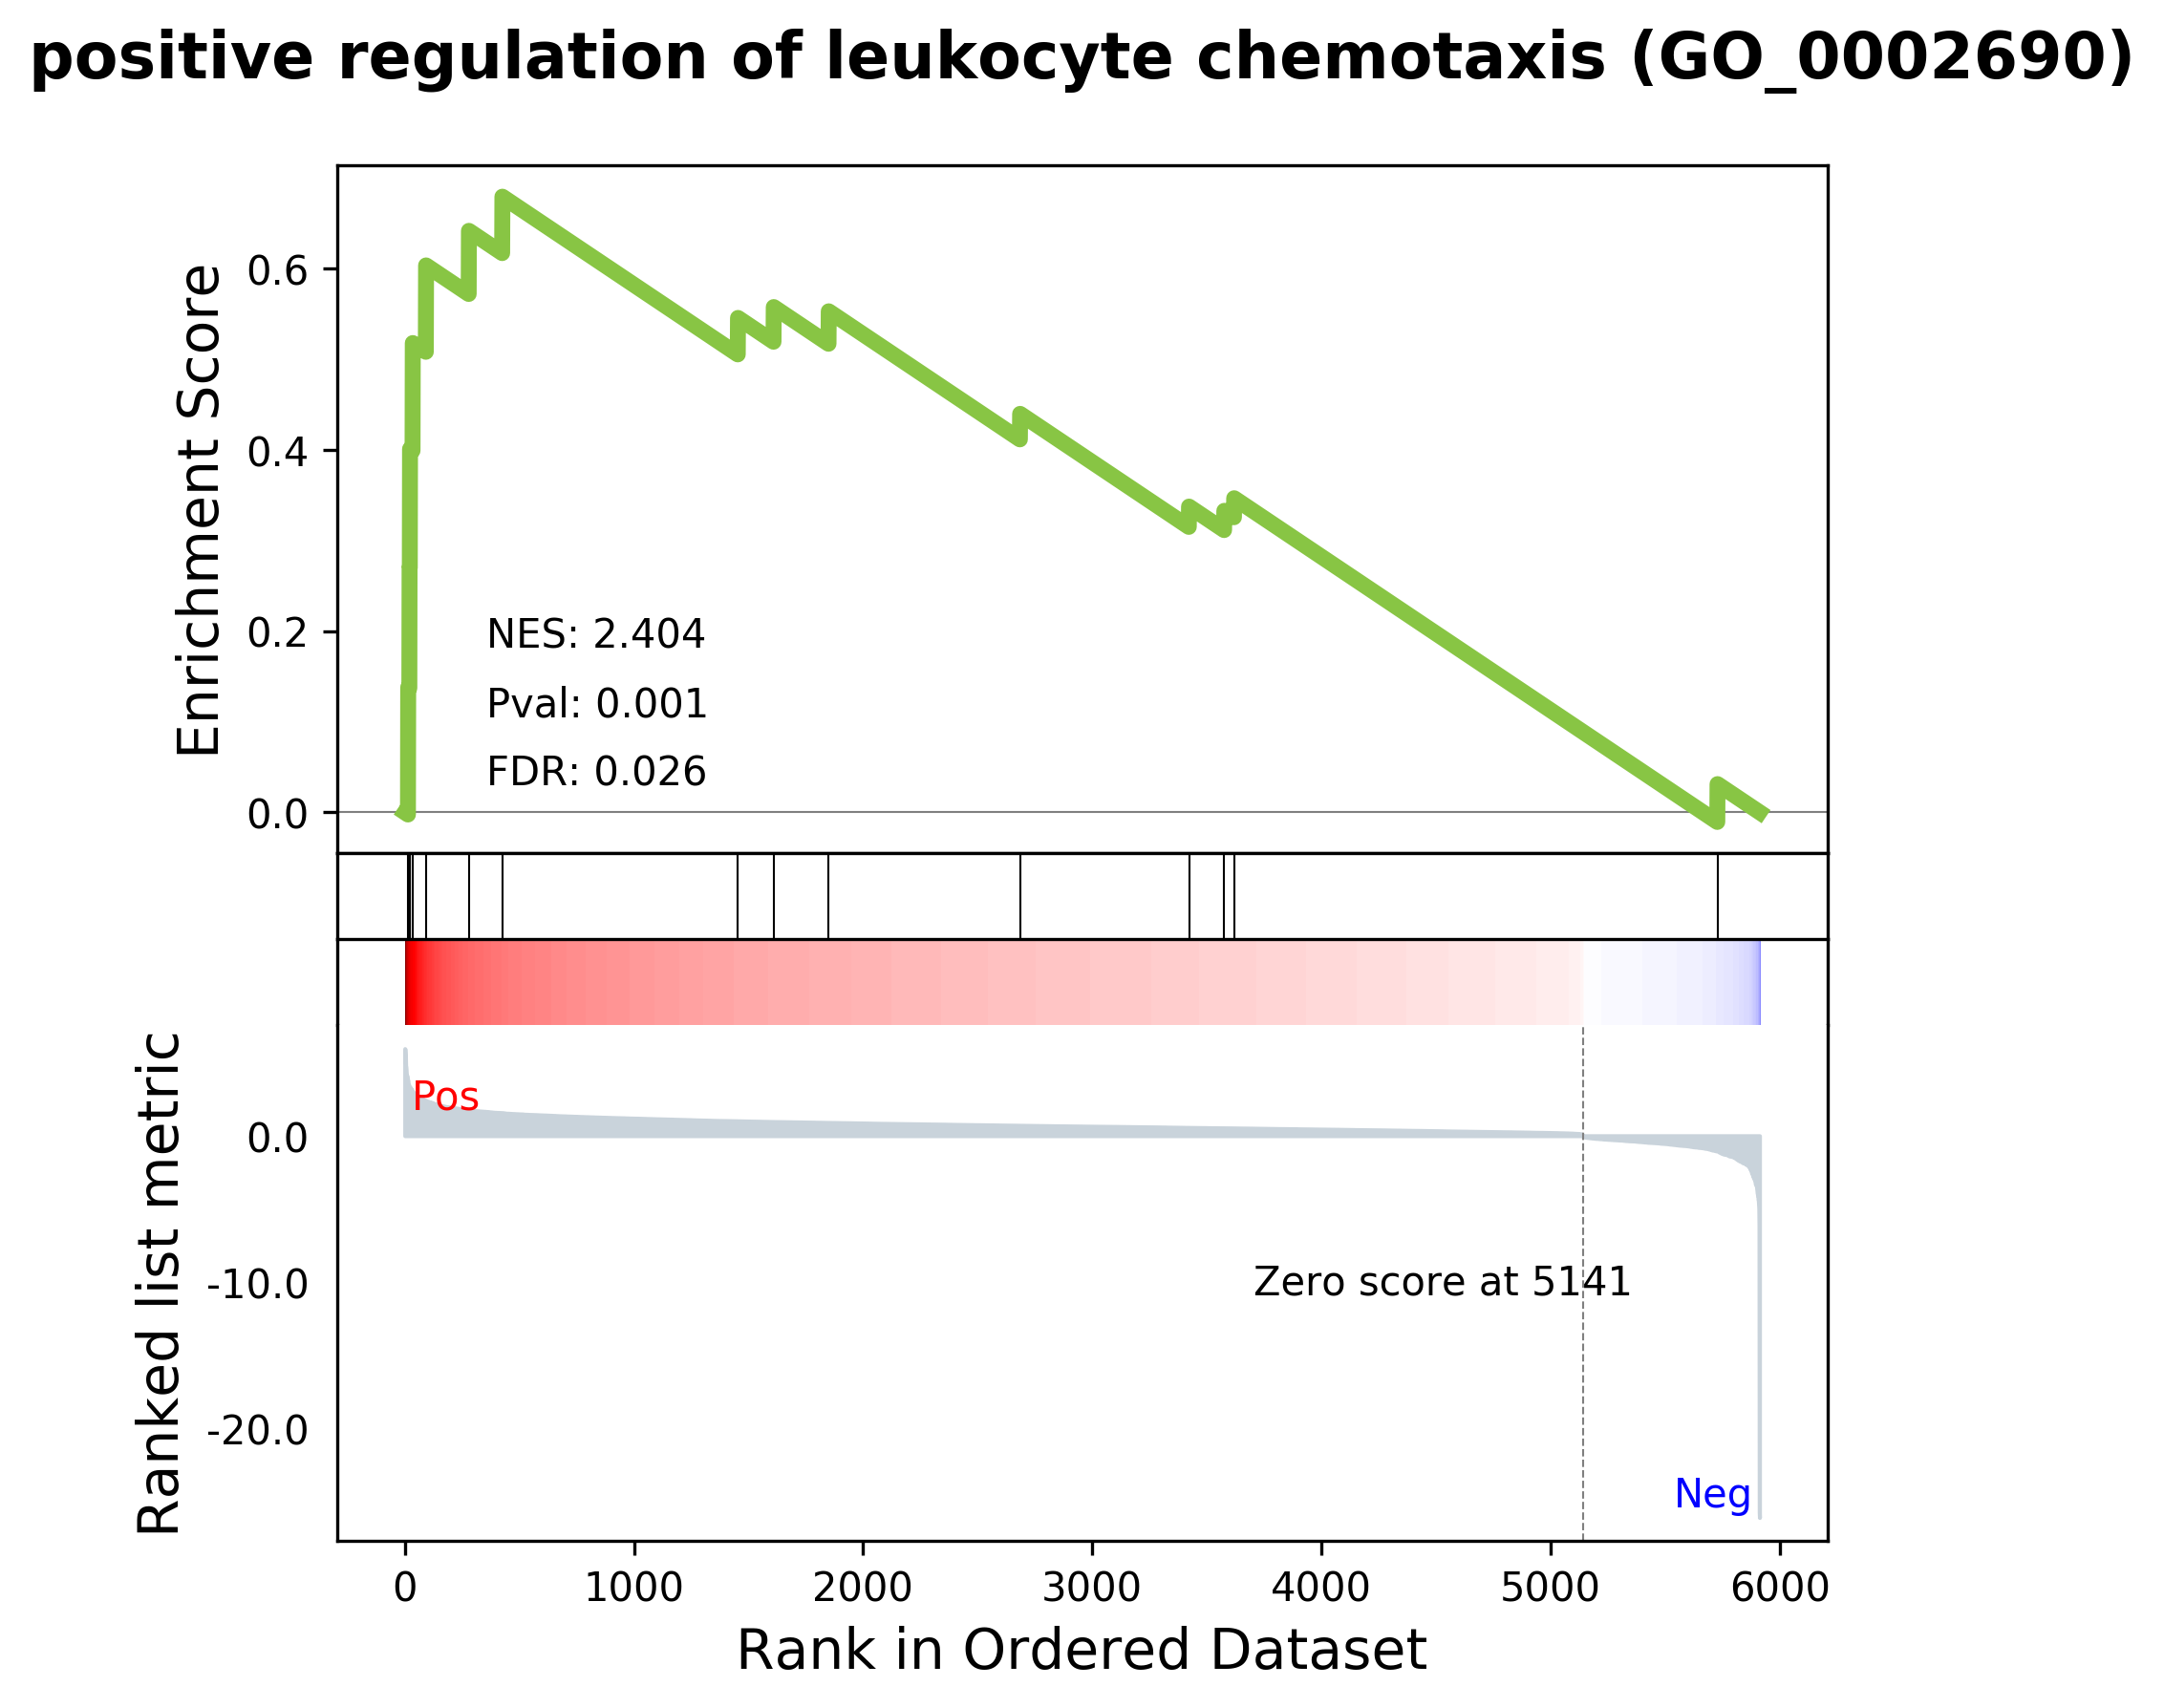 positive regulation of leukocyte chemotaxis (GO_0002690)
Enrichment Score
0.6
0.4
0.2
0.0
NES: 2.404
Pval: 0.001
FDR: 0.026
Ranked list metric
Pos
0.0
-10.0
-20.0
Zero score at 5141
Neg
0 1000 2000 3000 4000 5000 6000
Rank in Ordered Dataset